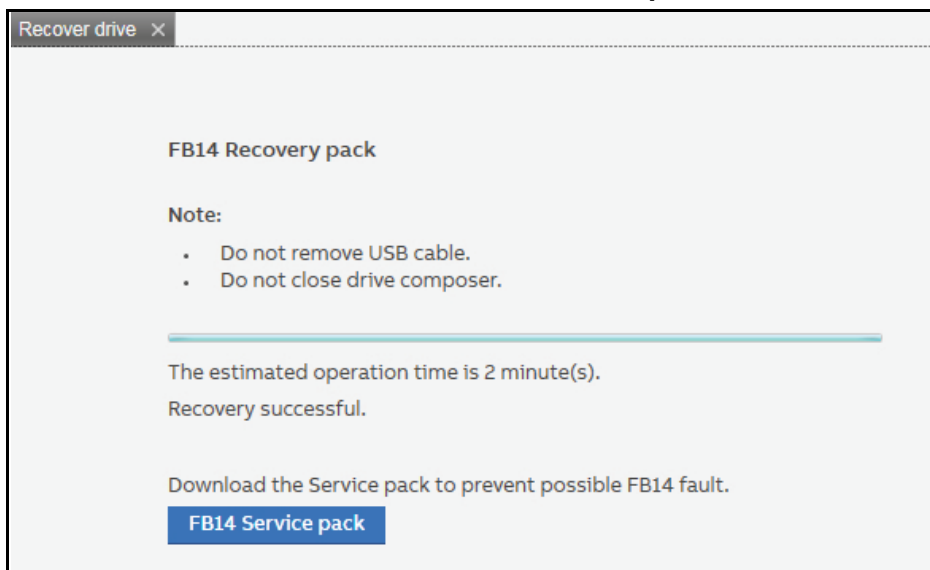 Recover drive ×
FB14 Recovery pack
Note:
• Do not remove USB cable.
• Do not close drive composer.
The estimated operation time is 2 minute(s).
Recovery successful.
Download the Service pack to prevent possible FB14 fault.
FB14 Service pack